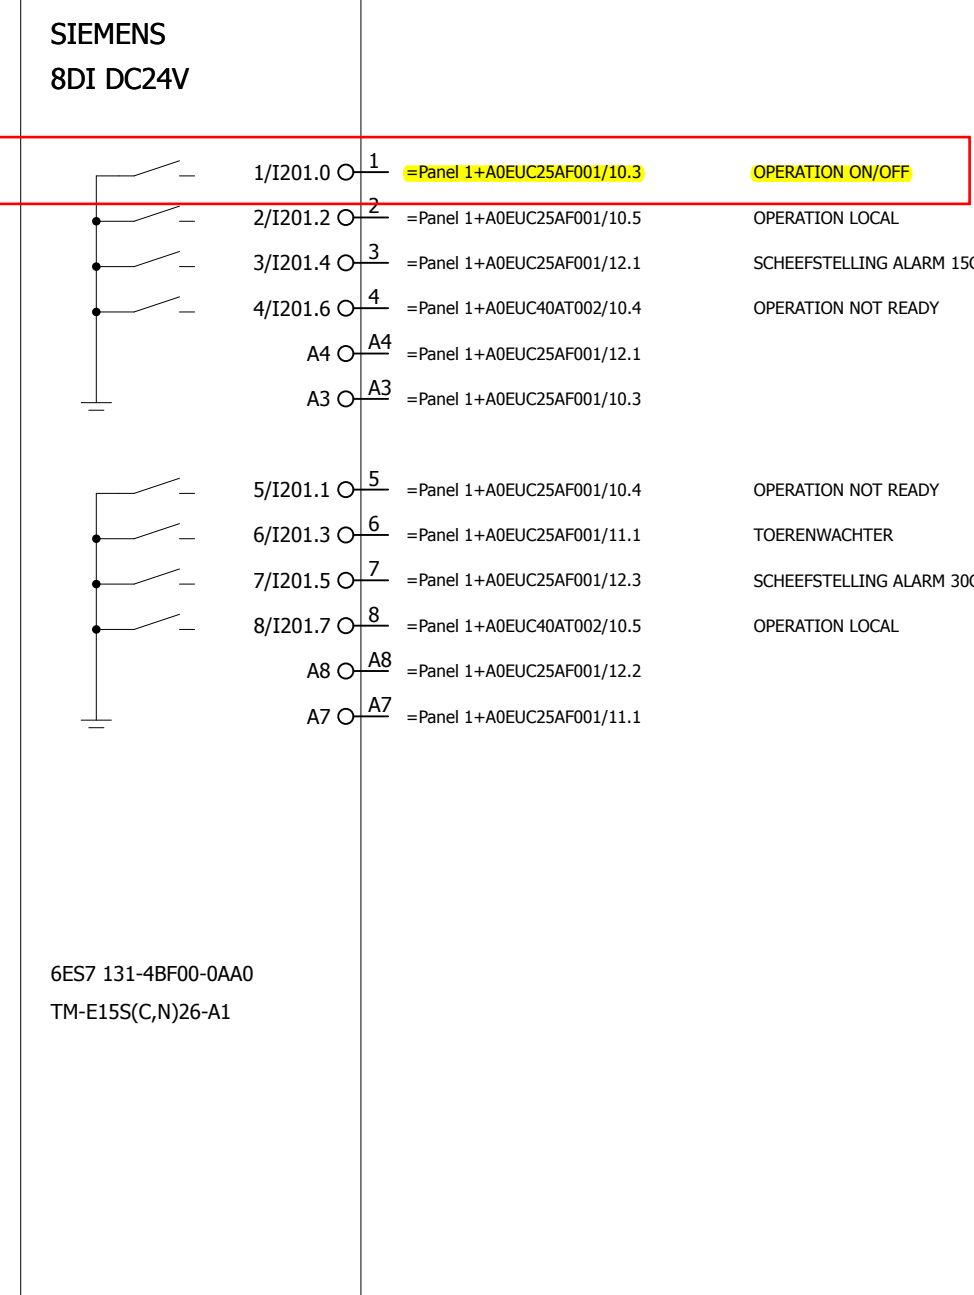 SIEMENS
8DI DC24V
1/I201.0 1 =Panel 1+A0EUC25AF001/10.3 OPERATION ON/OFF
2/I201.2 2 =Panel 1+A0EUC25AF001/10.5 OPERATION LOCAL
3/I201.4 3 =Panel 1+A0EUC25AF001/12.1 SCHEEFSTELLING ALARM
4/I201.6 4 =Panel 1+A0EUC40AT002/10.4 OPERATION NOT READY
A4 A4 =Panel 1+A0EUC25AF001/12.1
A3 A3 =Panel 1+A0EUC25AF001/10.3
5/I201.1 5 =Panel 1+A0EUC25AF001/10.4 OPERATION NOT READY
6/I201.3 6 =Panel 1+A0EUC25AF001/11.1 TOERENWACHTER
7/I201.5 7 =Panel 1+A0EUC25AF001/12.3 SCHEEFSTELLING ALARM
8/I201.7 8 =Panel 1+A0EUC40AT002/10.5 OPERATION LOCAL
A8 A8 =Panel 1+A0EUC25AF001/12.2
A7 A7 =Panel 1+A0EUC25AF001/11.1
6ES7 131-4BF00-0AA0
TM-E15S(C,N)26-A1